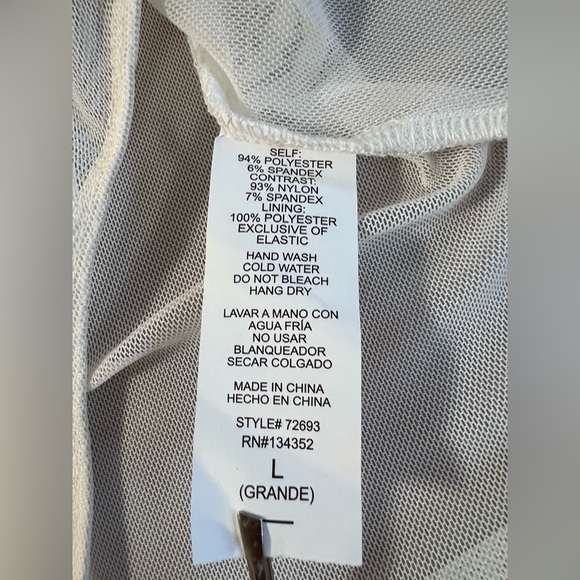 SELF:
94% POLYESTER
6% SPANDEX
CONTRAST:
93% NYLON
7% SPANDEX
LINING:
100% POLYESTER
EXCLUSIVE OF
ELASTIC
HAND WASH
COLD WATER
DO NOT BLEACH
HANG DRY
LAVAR A MANO CON
AGUA FRÍA
NO USAR
BLANQUEADOR
SECAR COLGADO
MADE IN CHINA
HECHO EN CHINA
STYLE# 72693
RN#134352
L
(GRANDE)